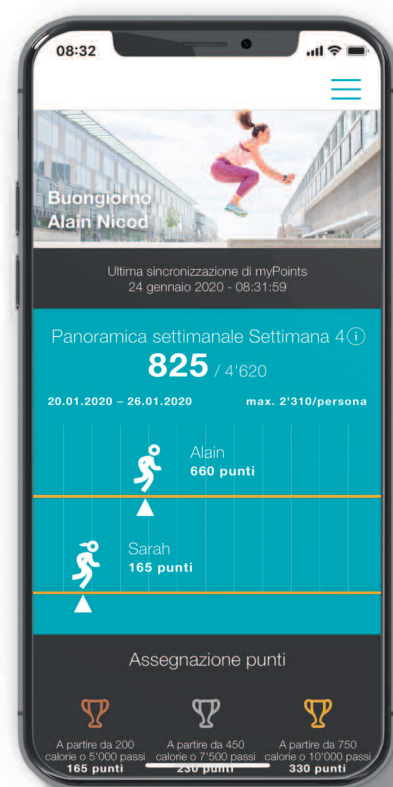 08:32
Buongiorno
Alain Nicod
Ultima sincronizzazione di myPoints
24 gennaio 2020 - 08:31:59
Panoramica settimanale Settimana 4 i
825 / 4'620
20.01.2020 – 26.01.2020 max. 2'310/persona
Alain
660 punti
Sarah
165 punti
Assegnazione punti
A partire da 200 A partire da 450 A partire da 750
calorie o 5'000 passi calorie o 7'500 passi calorie o 10'000 passi
165 punti 230 punti 330 punti